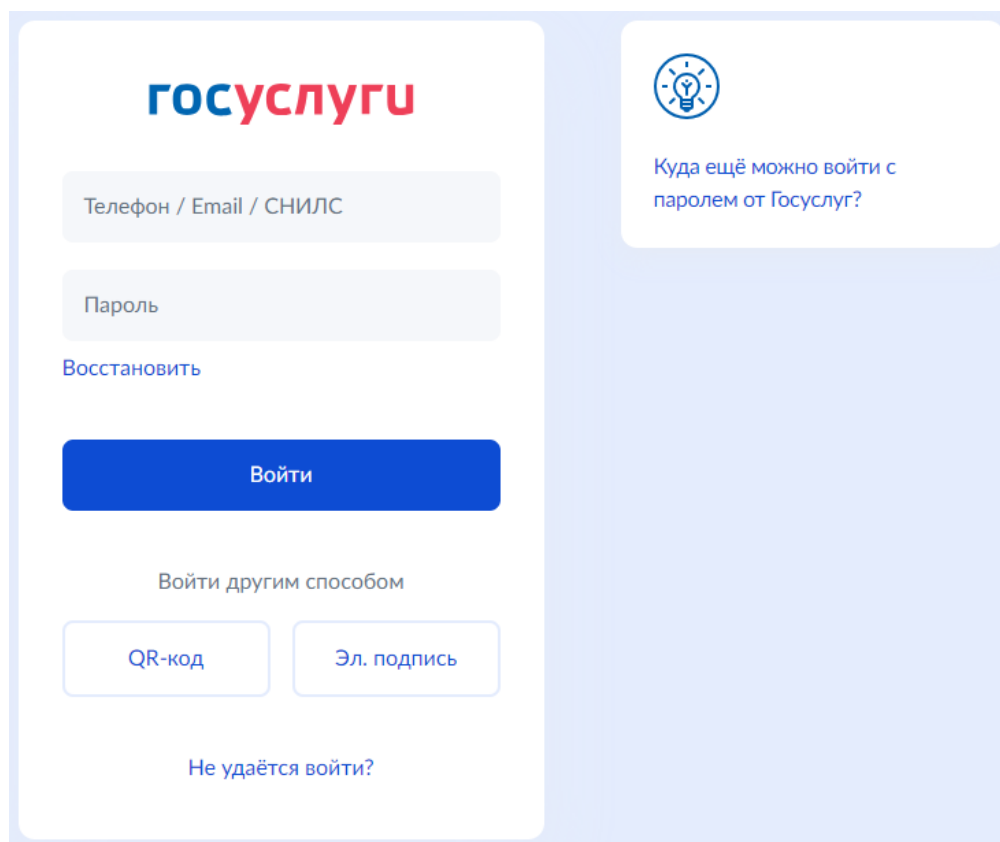 госуслуги
Телефон / Email / СНИЛС
Пароль
Восстановить
Войти
Войти другим способом
QR-код
Эл. подпись
Не удаётся войти?
Куда ещё можно войти с
паролем от Госуслуг?